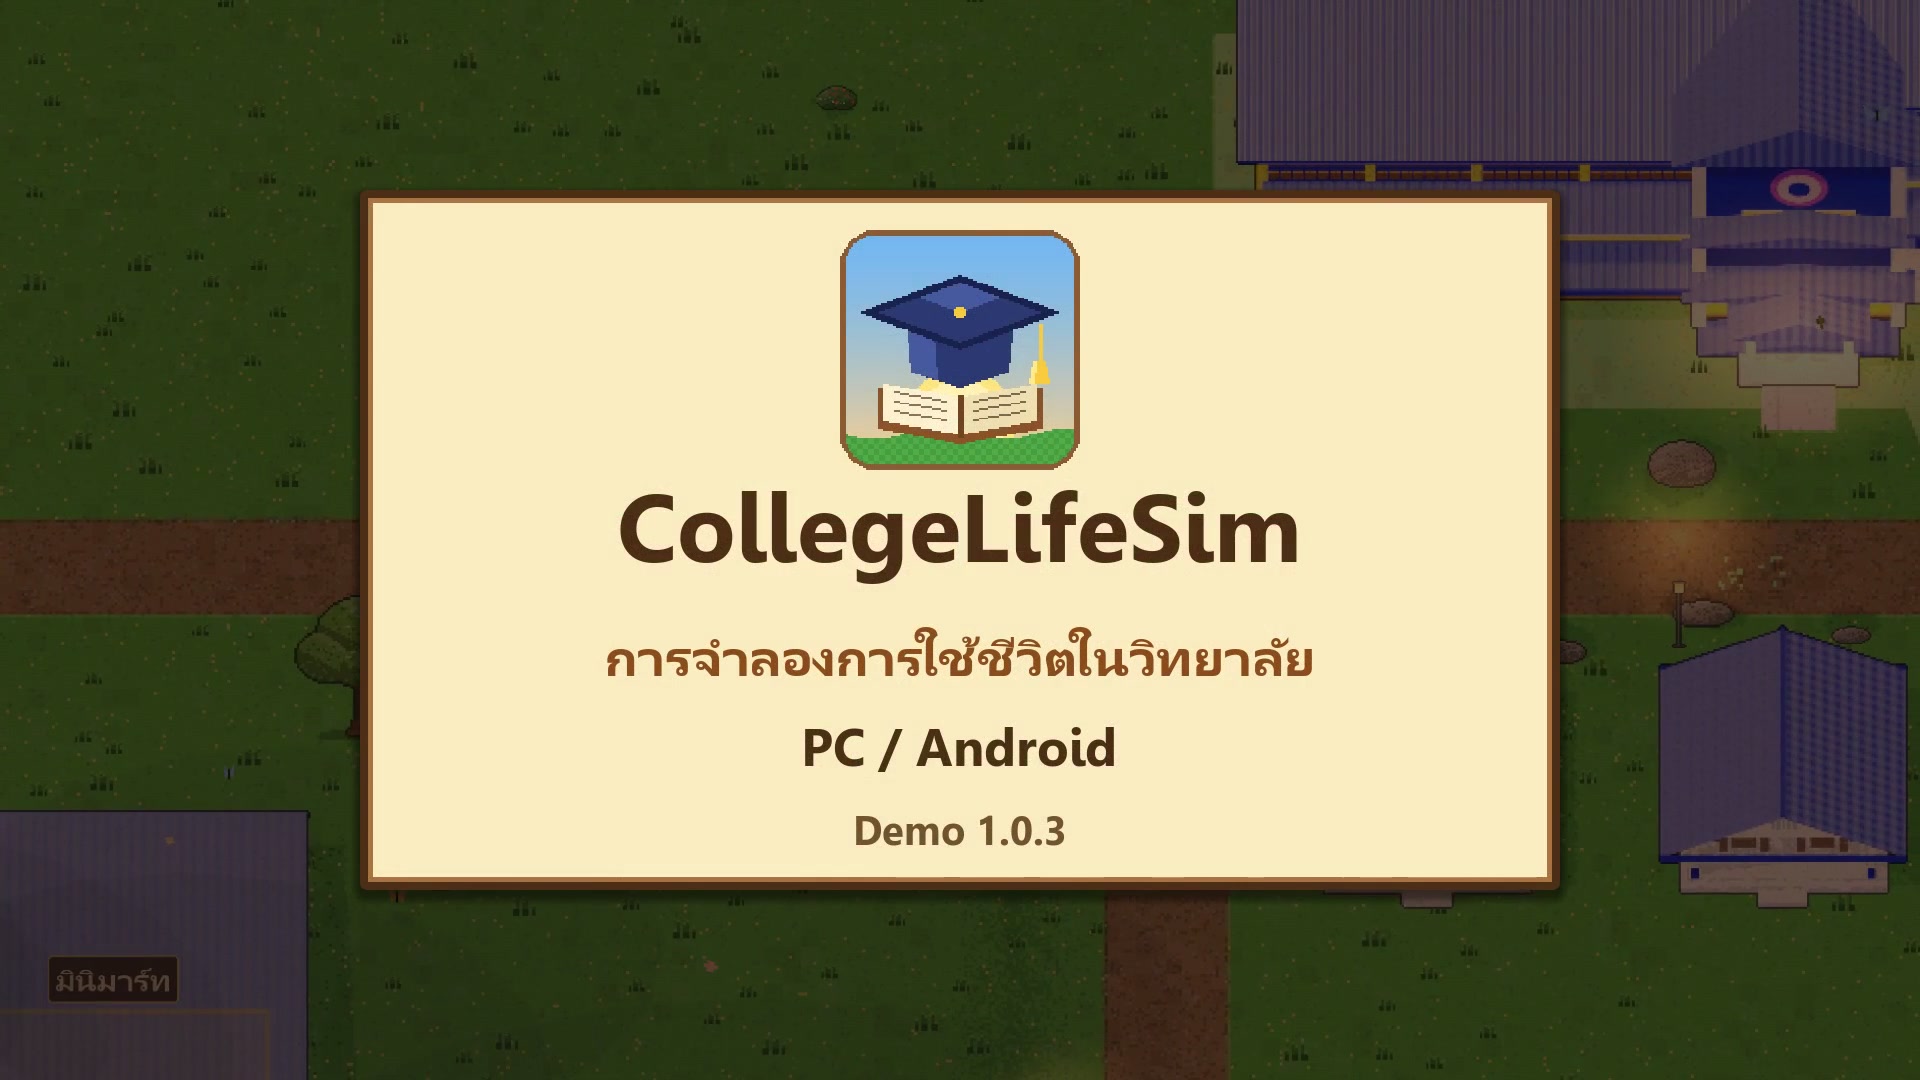 CollegeLifeSim
การจำลองการใช้ชีวิตในวิทยาลัย
PC / Android
Demo 1.0.3
มินิมาร์ท